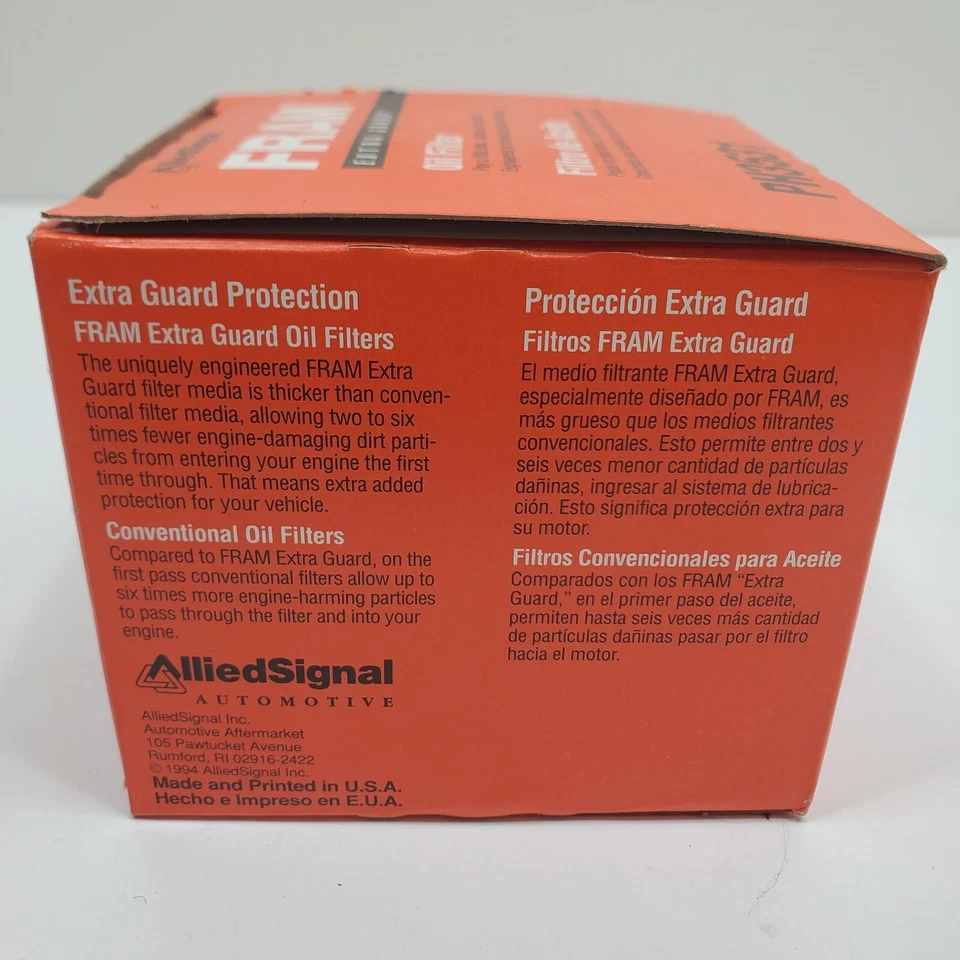 AlliedSignal
FRAM
EXTRA GUARD
Oil Filter
Filtro de Aceite
Extra Guard Protection
FRAM Extra Guard Oil Filters
The uniquely engineered FRAM Extra
Guard filter media is thicker than conven-
tional filter media, allowing two to six
times fewer engine-damaging dirt parti-
cles from entering your engine the first
time through. That means extra added
protection for your vehicle.
Conventional Oil Filters
Compared to FRAM Extra Guard, on the
first pass conventional filters allow up to
six times more engine-harming particles
to pass through the filter and into your
engine.
AlliedSignal
AUTOMOTIVE
AlliedSignal Inc.
Automotive Aftermarket
105 Pawtucket Avenue
Rumford, RI 02916-2422
© 1994 AlliedSignal Inc.
Made and Printed in U.S.A.
Hecho e Impreso en E.U.A.
Protección Extra Guard
Filtros FRAM Extra Guard
El medio filtrante FRAM Extra Guard,
especialmente diseñado por FRAM, es
más grueso que los medios filtrantes
convencionales. Esto permite entre dos y
seis veces menor cantidad de partículas
dañinas, ingresar al sistema de lubrica-
ción. Esto significa protección extra para
su motor.
Filtros Convencionales para Aceite
Comparados con los FRAM “Extra
Guard,” en el primer paso del aceite,
permiten hasta seis veces más cantidad
de partículas dañinas pasar por el filtro
hacia el motor.